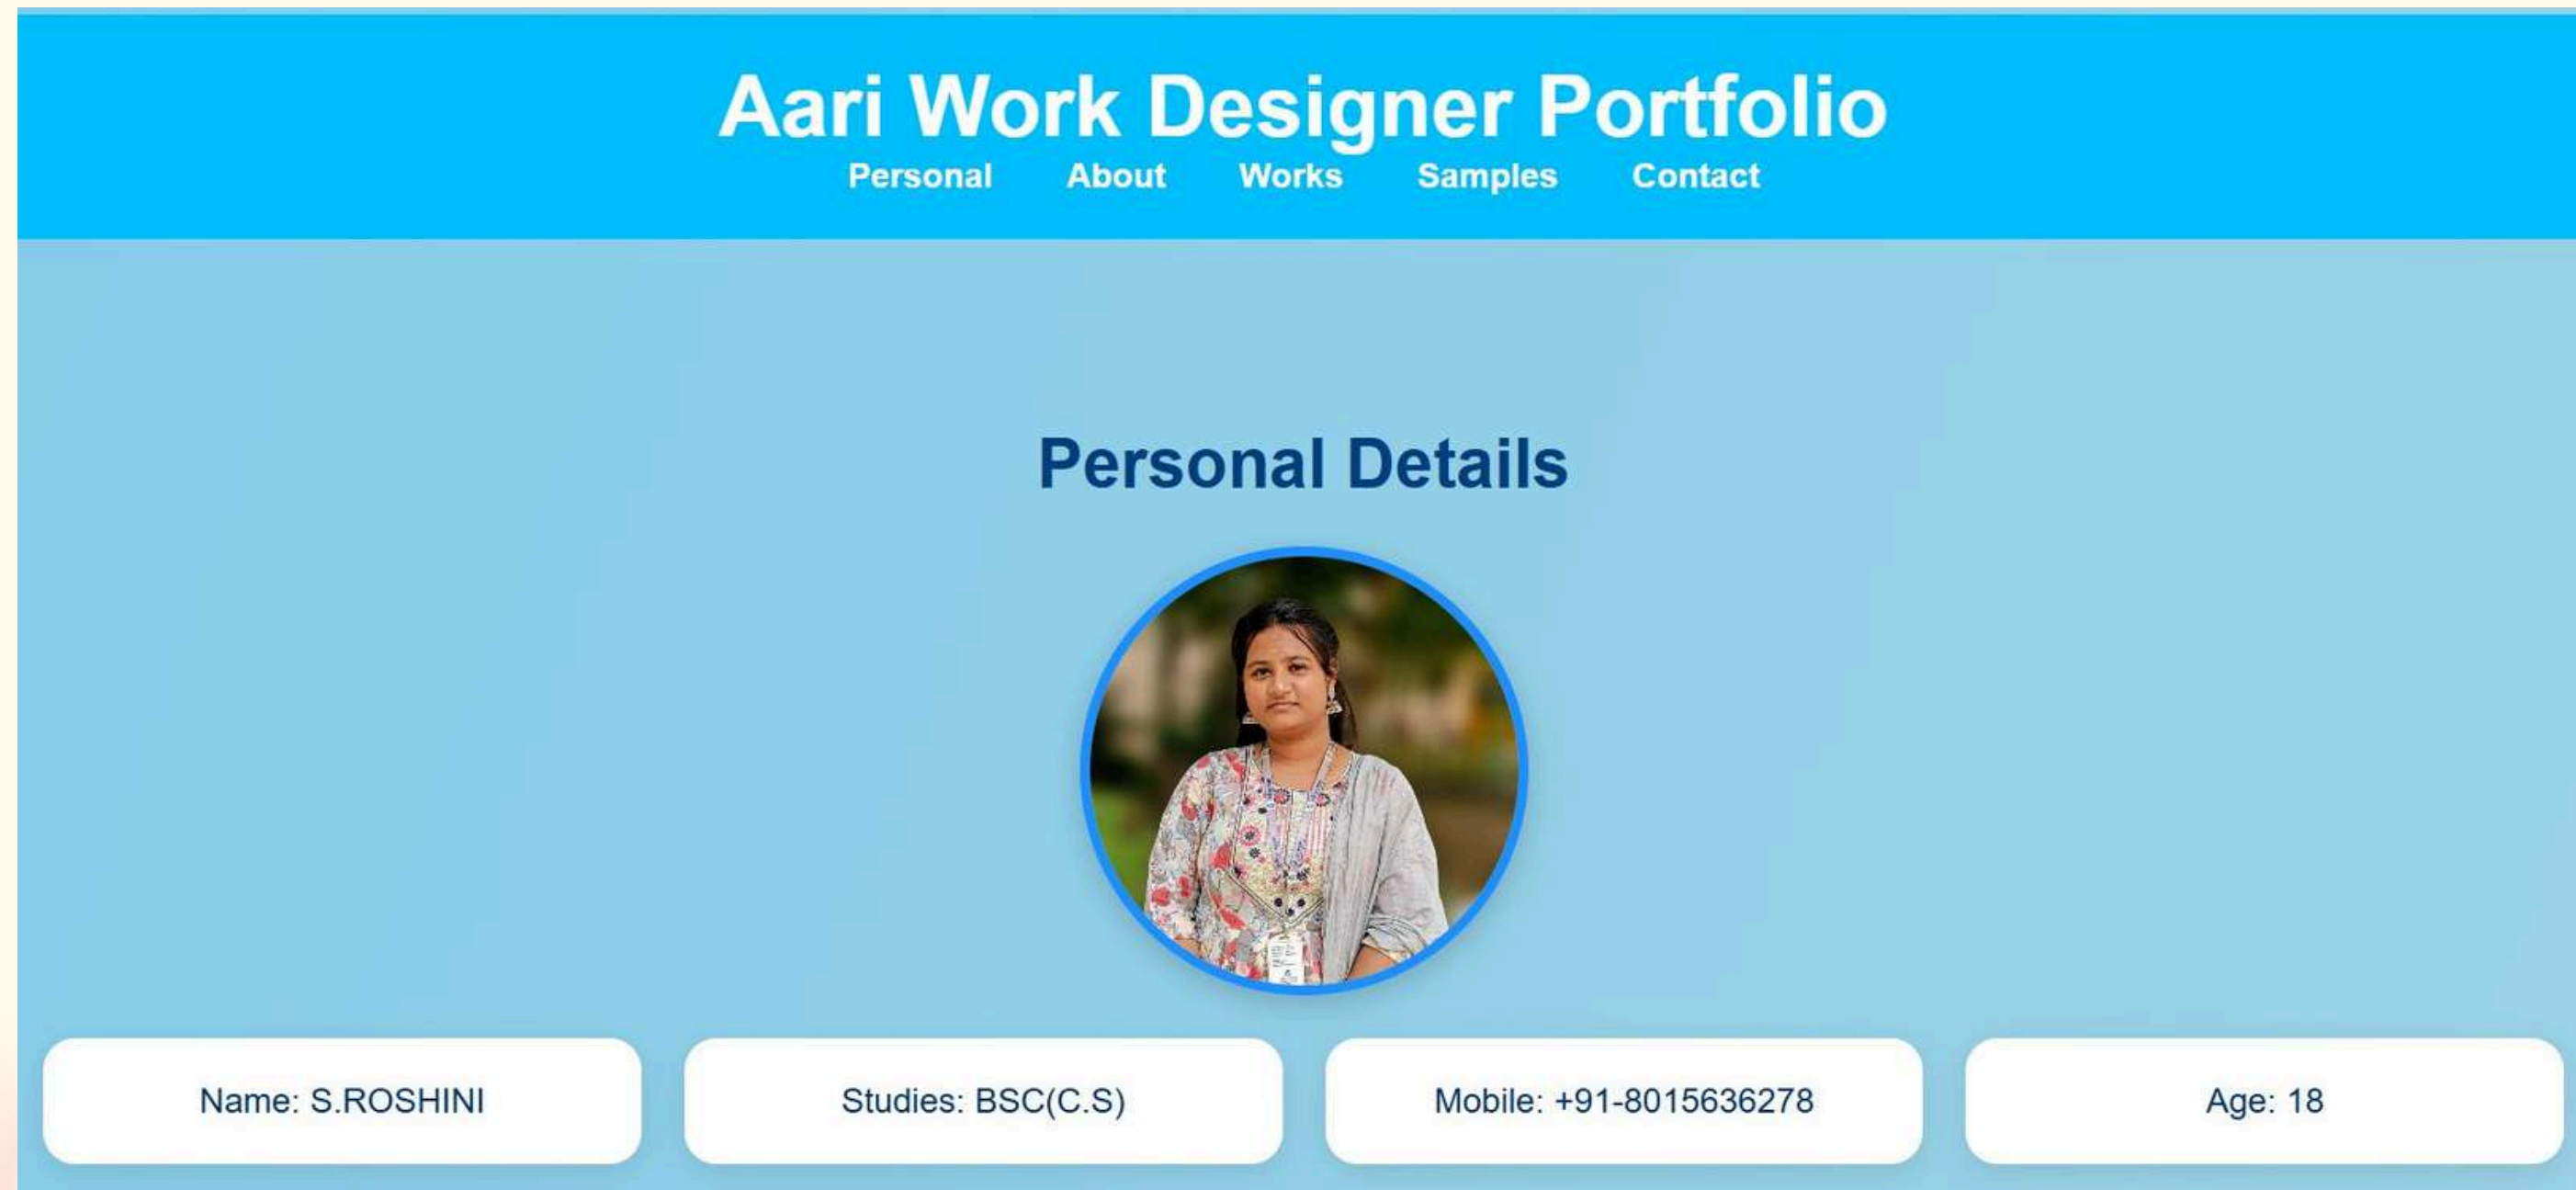 Aari Work Designer Portfolio
Personal About Works Samples Contact
Personal Details
Name: S.ROSHINI
Studies: BSC(C.S)
Mobile: +91-8015636278
Age: 18